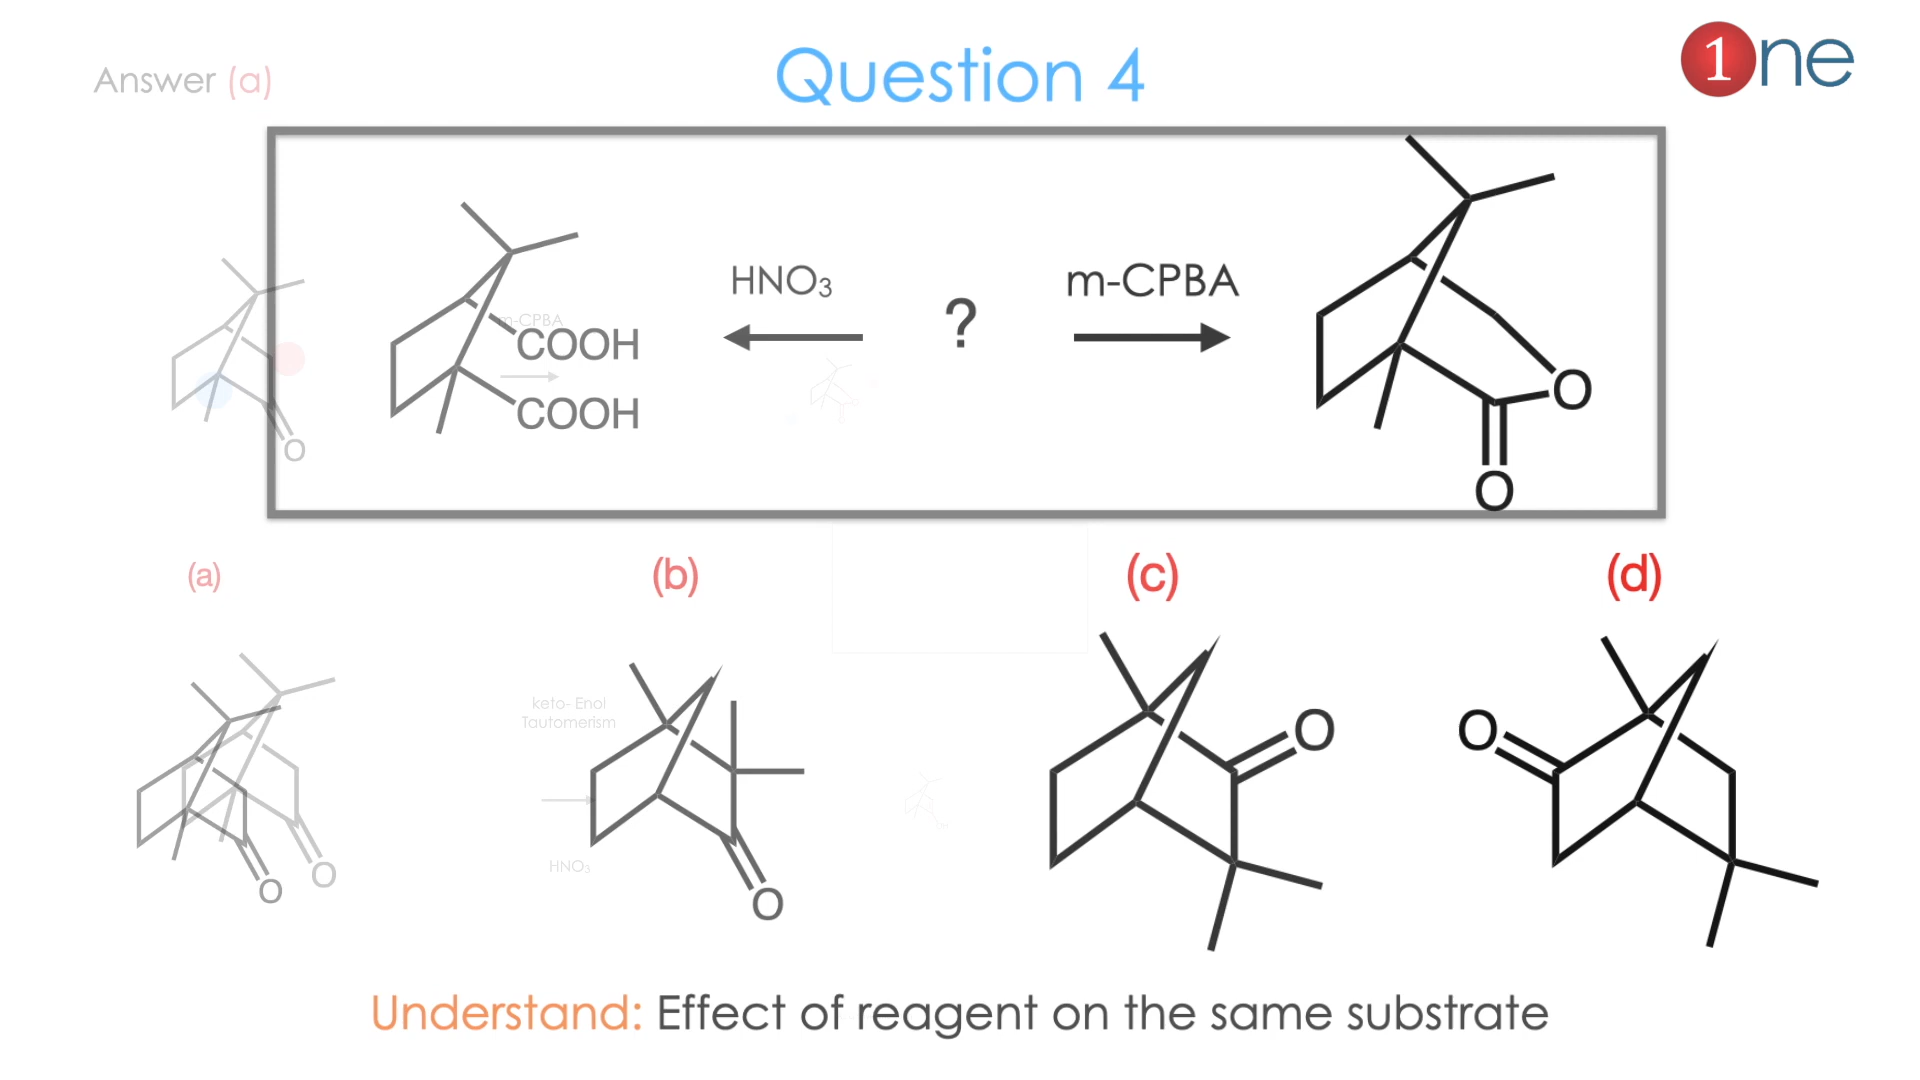 Answer (a)
Question 4
1ne
HNO₃
?
m-CPBA
m-CPBA
COOH
COOH
O
O
O
(a)
(b)
(c)
(d)
keto- Enol
Tautomerism
HNO₃
O
O
O
O
O
Understand: Effect of reagent on the same substrate